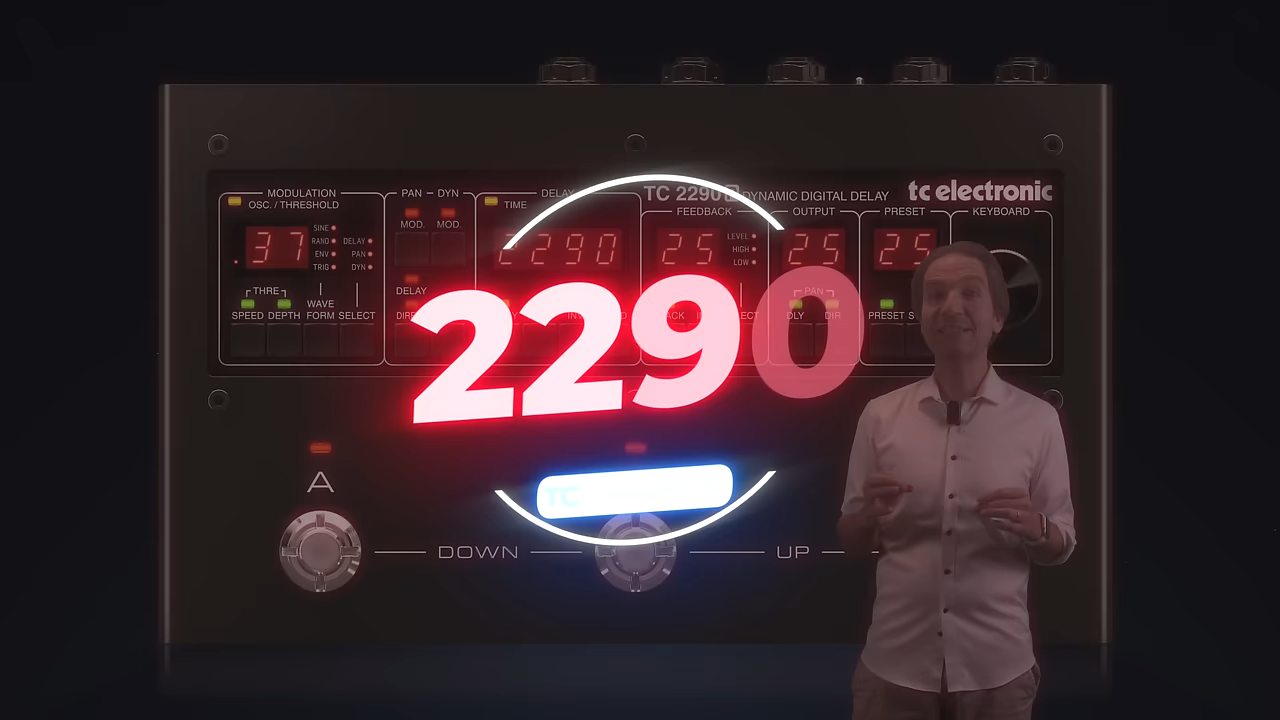 MODULATION
OSC. / THRESHOLD
PAN – DYN
DELAY
TC 2290
DYNAMIC DIGITAL DELAY
tc electronic
TIME
FEEDBACK
OUTPUT
PRESET
KEYBOARD
MOD. MOD.
.37
SINE
RAND
ENV
TRIG
DELAY
PAN
DYN
2290
25
LEVEL
HIGH
LOW
25
25
THRE
SPEED DEPTH
WAVE
FORM
SELECT
DELAY
PAN
DLY DIR
PRESET
2290
TC
A
DOWN
UP